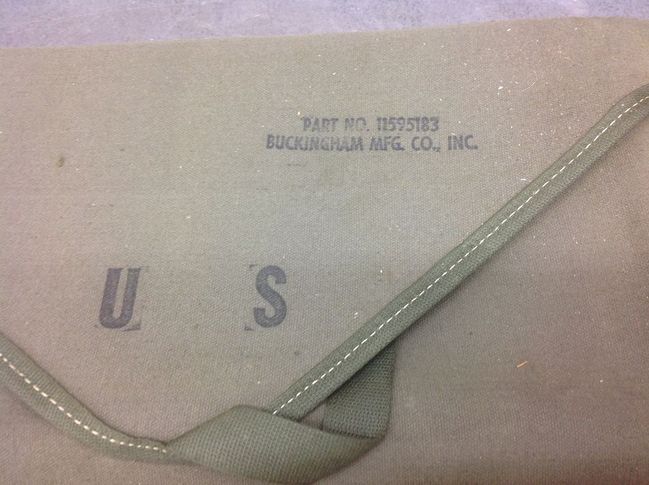 PART NO. 11595183
BUCKINGHAM MFG. CO., INC.
U S